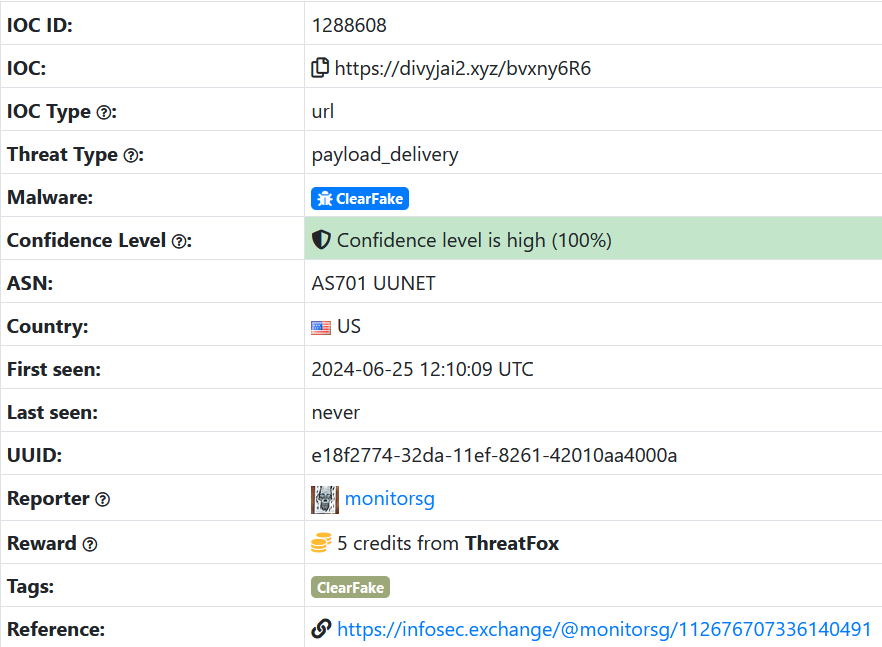 IOC ID: 1288608
IOC: https://divyjai2.xyz/bvxny6R6
IOC Type ?: url
Threat Type ?: payload_delivery
Malware: ClearFake
Confidence Level ?: Confidence level is high (100%)
ASN: AS701 UUNET
Country: US
First seen: 2024-06-25 12:10:09 UTC
Last seen: never
UUID: e18f2774-32da-11ef-8261-42010aa4000a
Reporter ? monitorsg
Reward ? 5 credits from ThreatFox
Tags: ClearFake
Reference: https://infosec.exchange/@monitorsg/112676707336140491